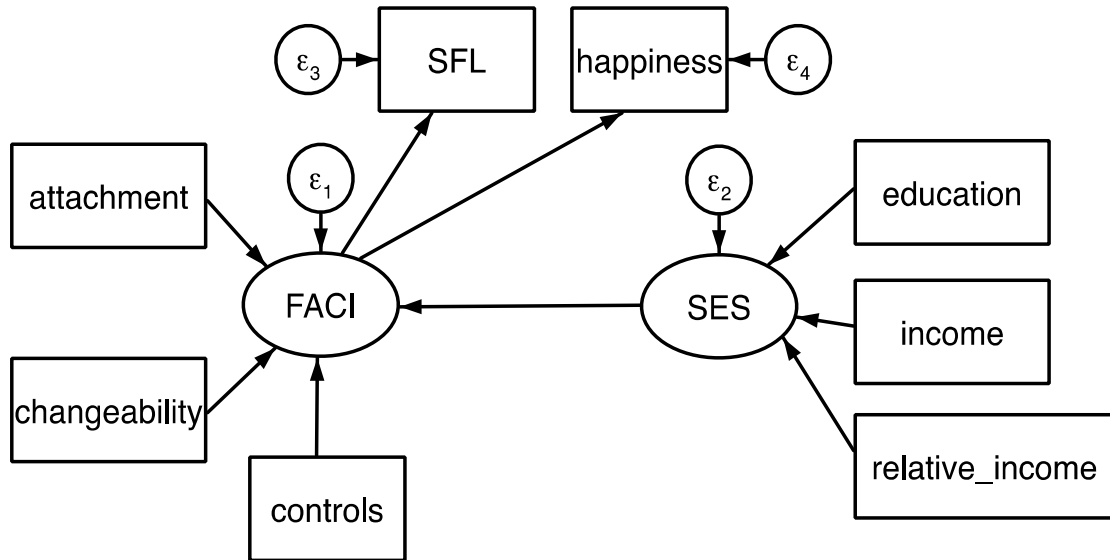 ε3
SFL
happiness
ε4
attachment
ε1
ε2
education
FACI
SES
income
changeability
relative_income
controls